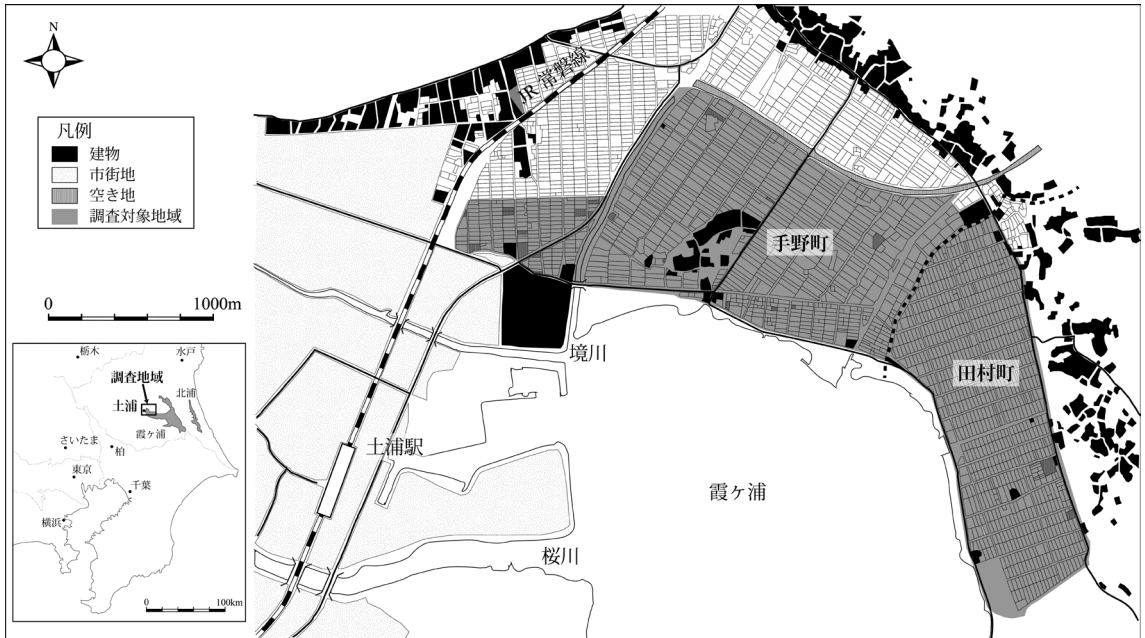 N
凡例
建物
市街地
空き地
調査対象地域
0 1000m
JR 常磐線
手野町
田村町
境川
土浦駅
霞ヶ浦
桜川
栃木
水戸
調査地域
北浦
土浦
霞ヶ浦
さいたま
柏
東京
千葉
横浜
0 100km